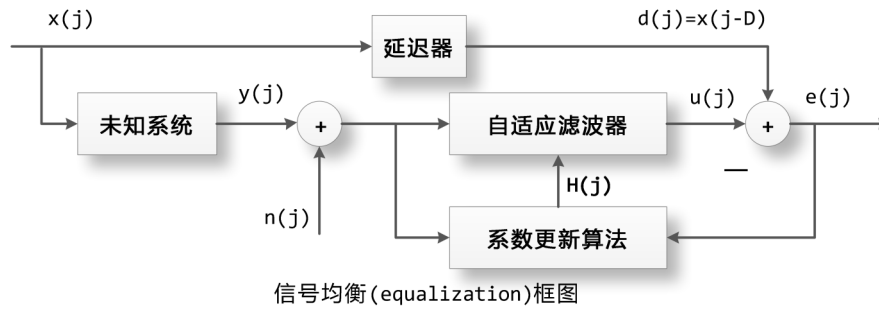 x(j)
d(j)=x(j-D)
延迟器
y(j)
u(j)
e(j)
未知系统
+
自适应滤波器
+
—
H(j)
n(j)
系数更新算法
信号均衡(equalization)框图